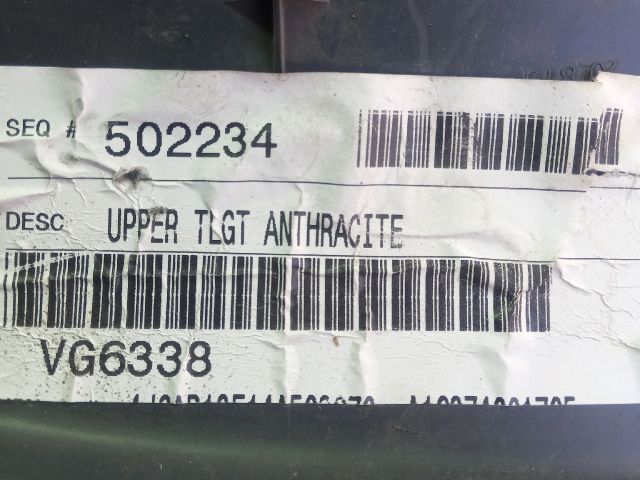 SEQ # 502234
DESC UPPER TLGT ANTHRACITE
VG6338